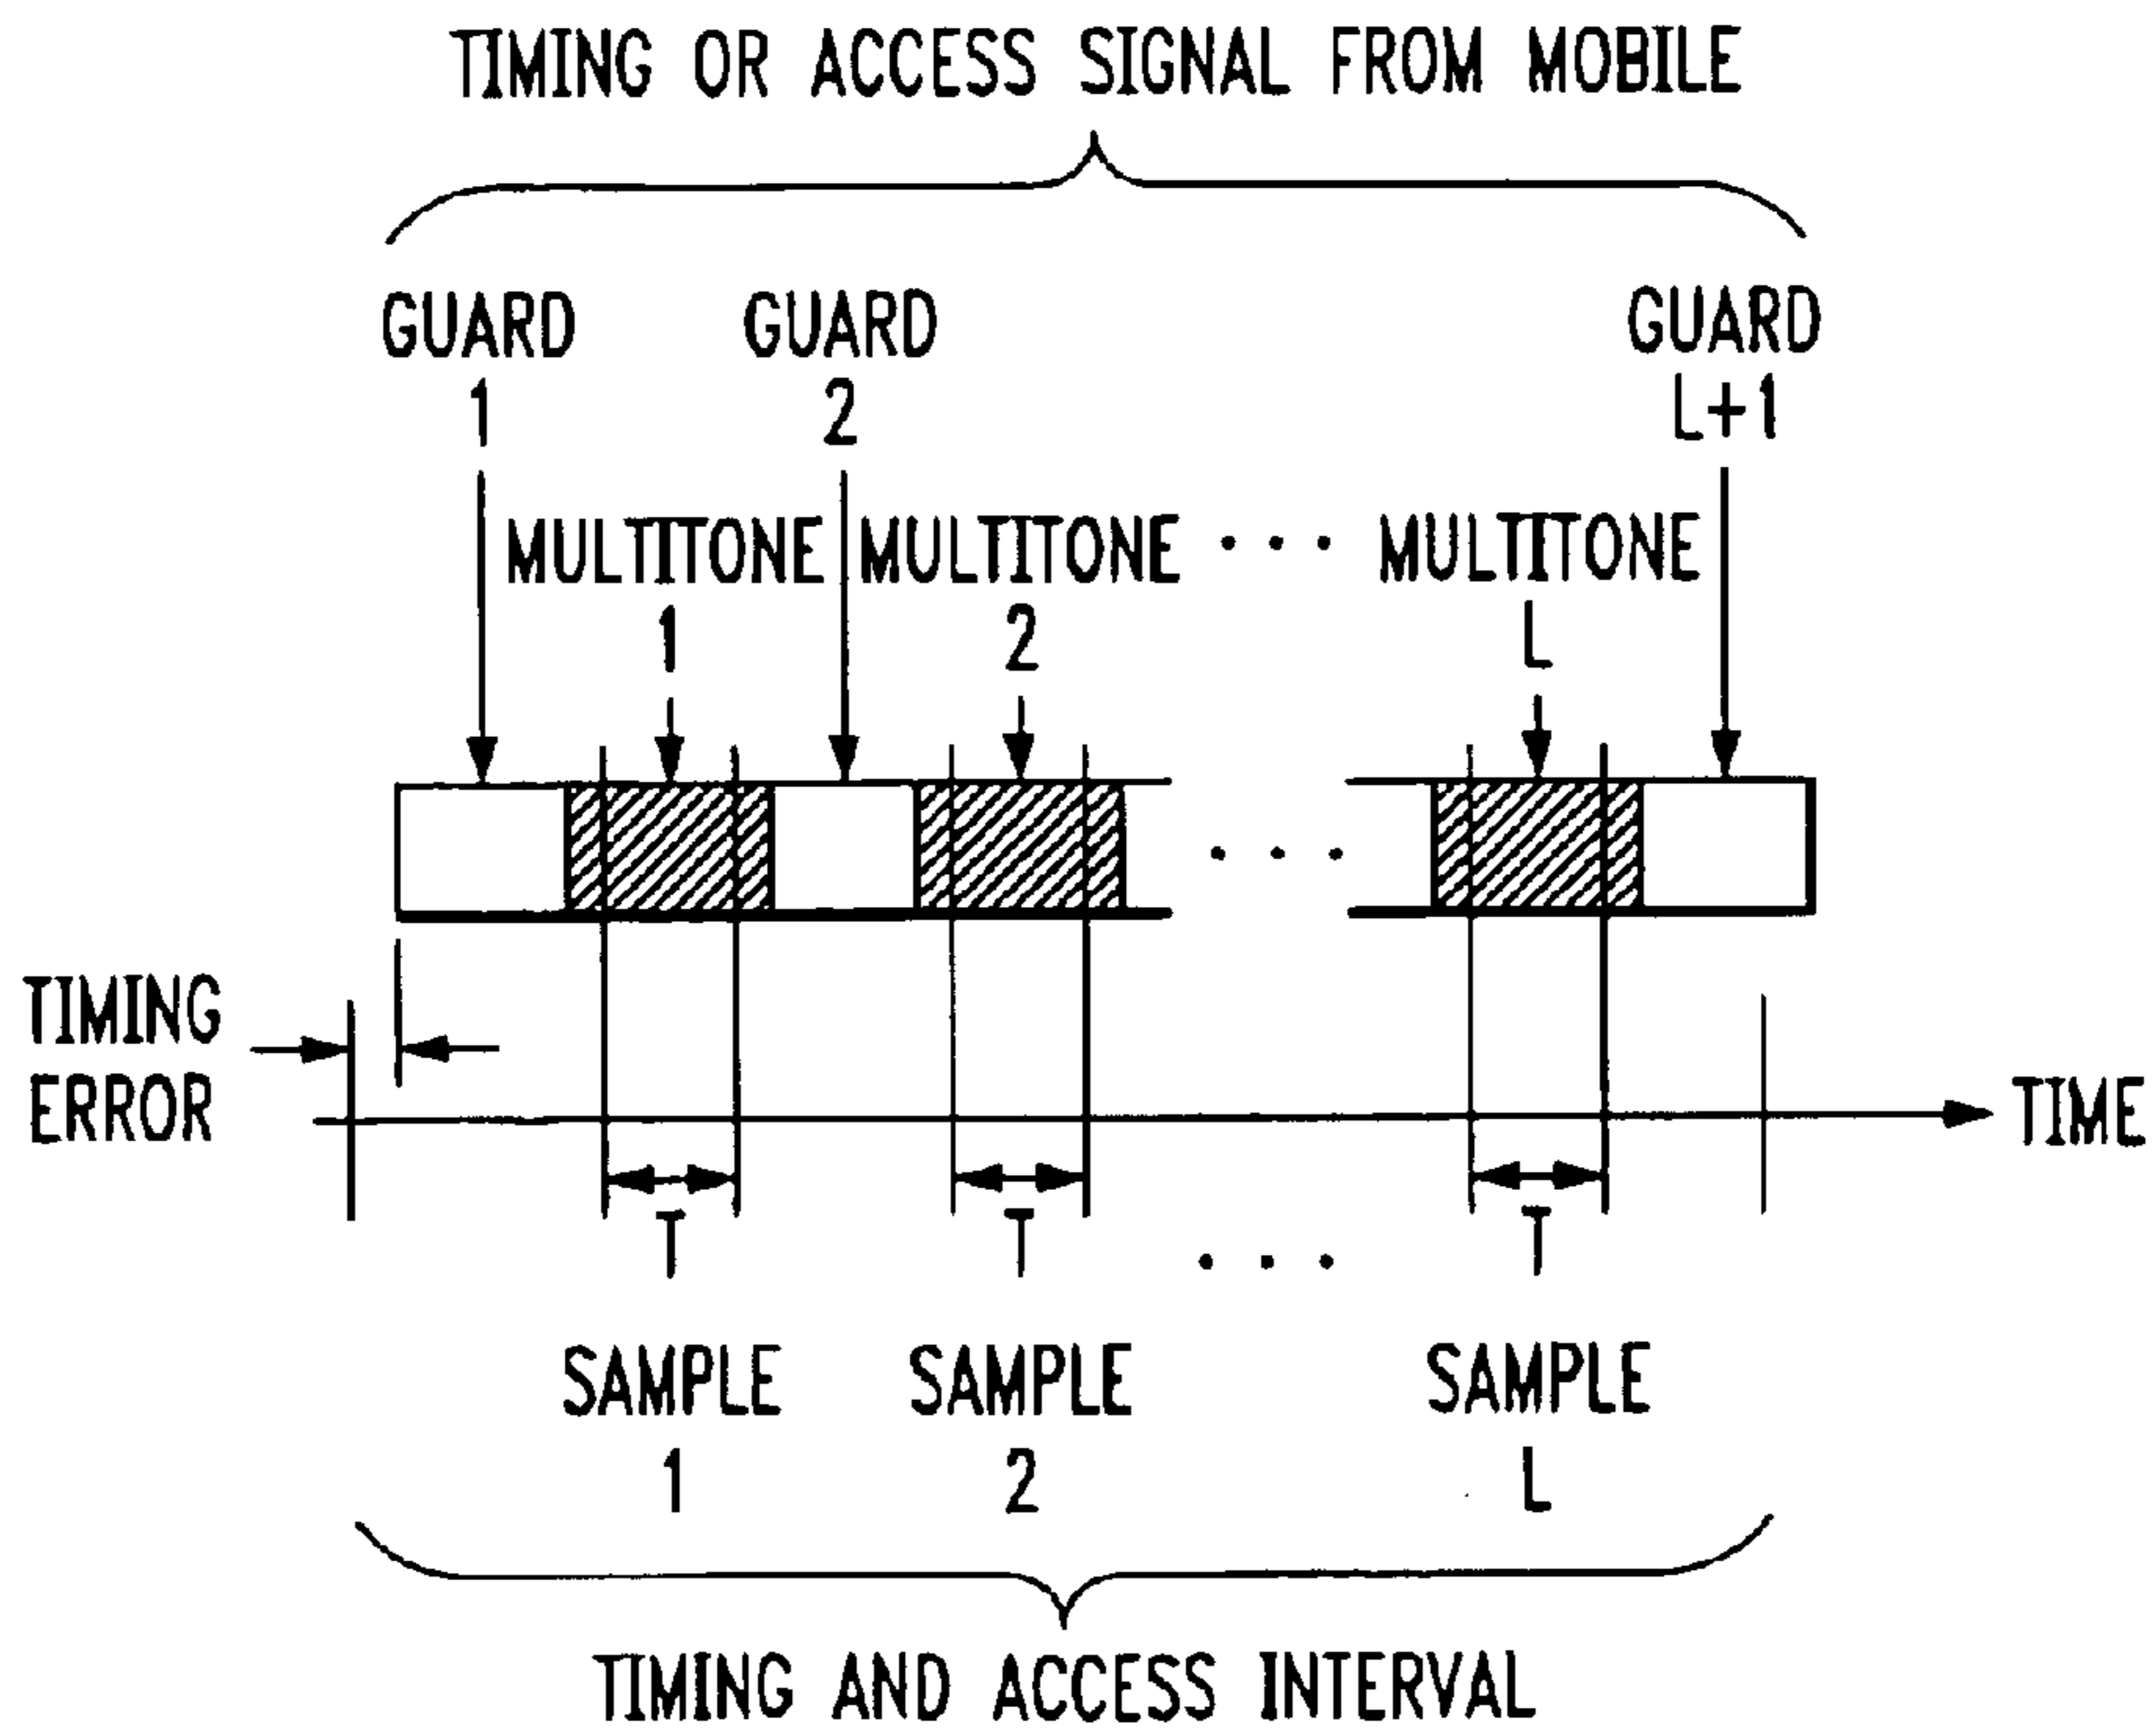 TIMING OR ACCESS SIGNAL FROM MOBILE
GUARD GUARD GUARD
1 2 L+1
MULTITONE MULTITONE ... MULTITONE
1 2 L
...
TIMING
ERROR
TIME
T T ... T
SAMPLE SAMPLE SAMPLE
1 2 L
TIMING AND ACCESS INTERVAL